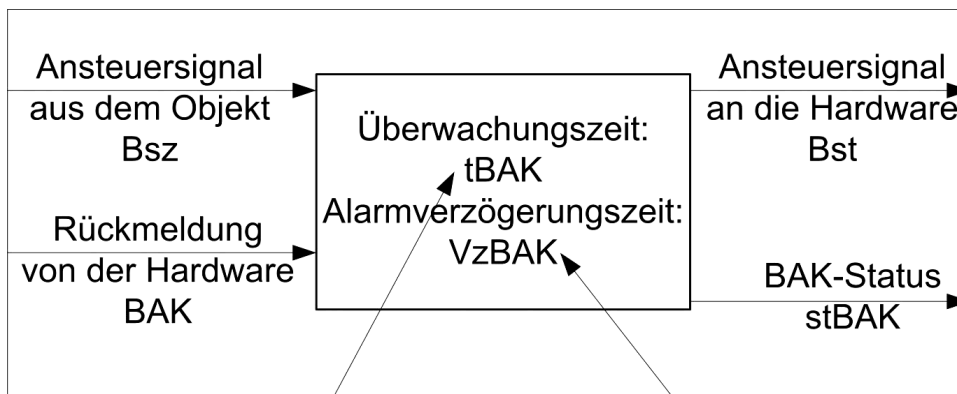 Ansteuersignal
aus dem Objekt
Bsz
Rückmeldung
von der Hardware
BAK
Überwachungszeit:
tBAK
Alarmverzögerungszeit:
VzBAK
Ansteuersignal
an die Hardware
Bst
BAK-Status
stBAK